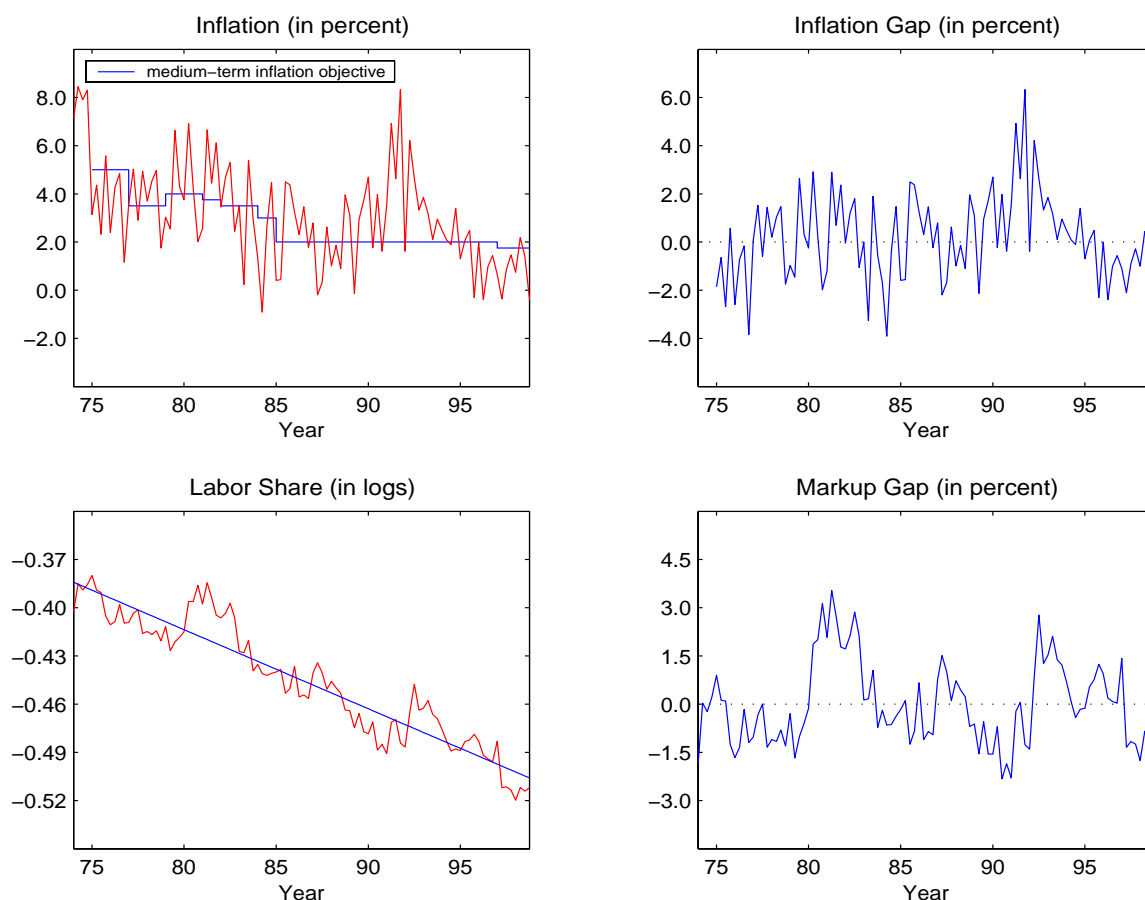 Inflation (in percent)
medium−term inflation objective
8.0
6.0
4.0
2.0
0.0
−2.0
75 80 85 90 95
Year
Inflation Gap (in percent)
6.0
4.0
2.0
0.0
−2.0
−4.0
75 80 85 90 95
Year
Labor Share (in logs)
−0.37
−0.40
−0.43
−0.46
−0.49
−0.52
75 80 85 90 95
Year
Markup Gap (in percent)
4.5
3.0
1.5
0.0
−1.5
−3.0
75 80 85 90 95
Year